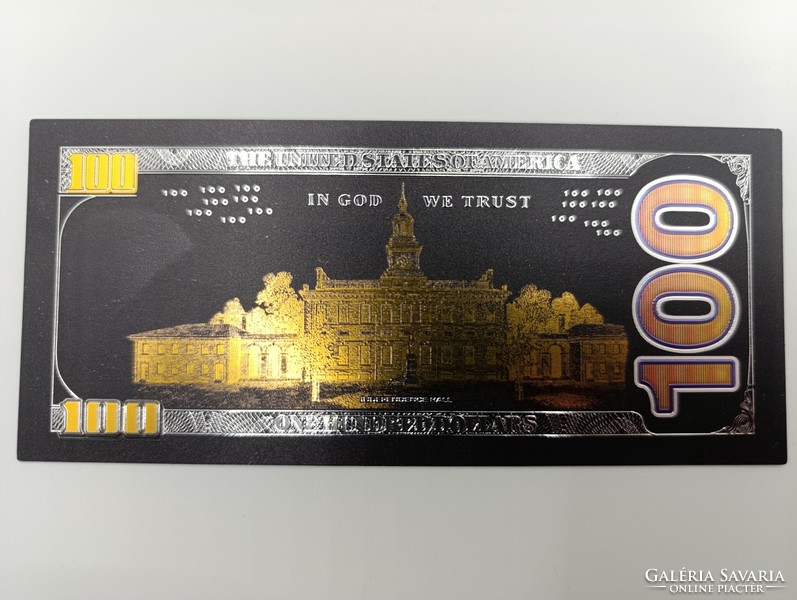 THE UNITED STATES OF AMERICA
100
100 100 100
100 100
100 100
100
IN GOD WE TRUST
100 100
100 100 100
100 100
100
100
INDEPENDENCE HALL
100
ONE HUNDRED DOLLARS
GALÉRIA SAVARIA
ONLINE PIACTÉR